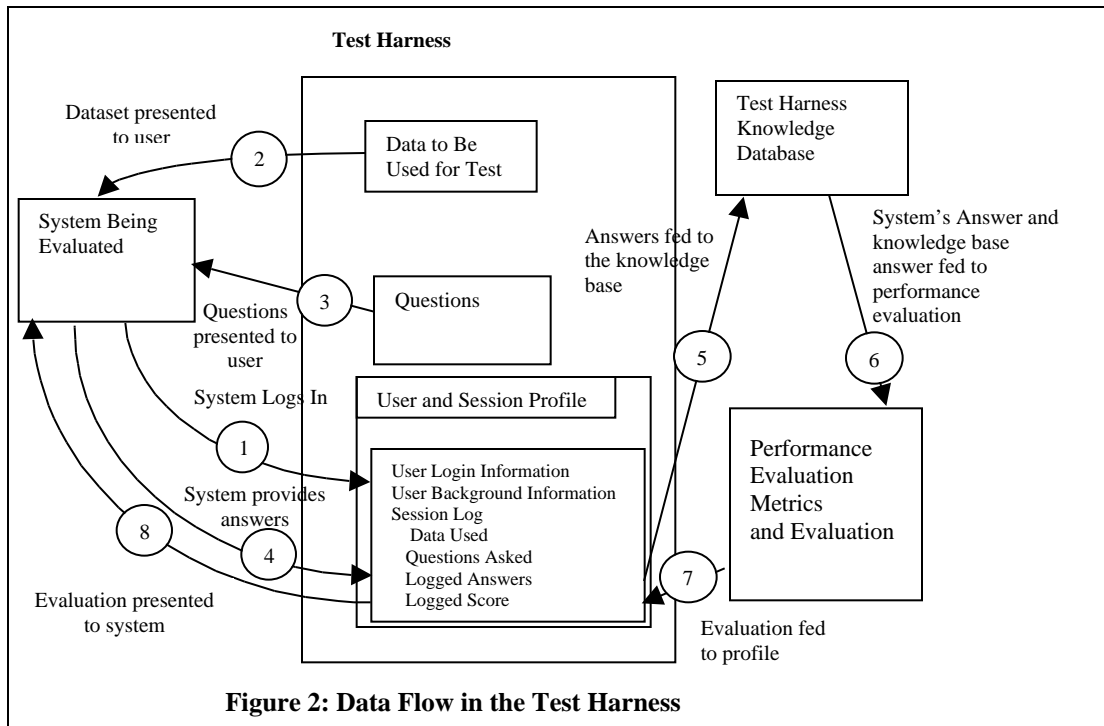 Test Harness
Dataset presented
to user
2
Data to Be
Used for Test
Test Harness
Knowledge
Database
System Being
Evaluated
Answers fed to
the knowledge
base
System's Answer and
knowledge base
answer fed to
performance
evaluation
3
Questions
Questions
presented to
user
5
6
System Logs In
User and Session Profile
1
User Login Information
User Background Information
Session Log
Data Used
Questions Asked
Logged Answers
Logged Score
Performance
Evaluation
Metrics
and Evaluation
System provides
answers
8
4
7
Evaluation presented
to system
Evaluation fed
to profile
Figure 2: Data Flow in the Test Harness